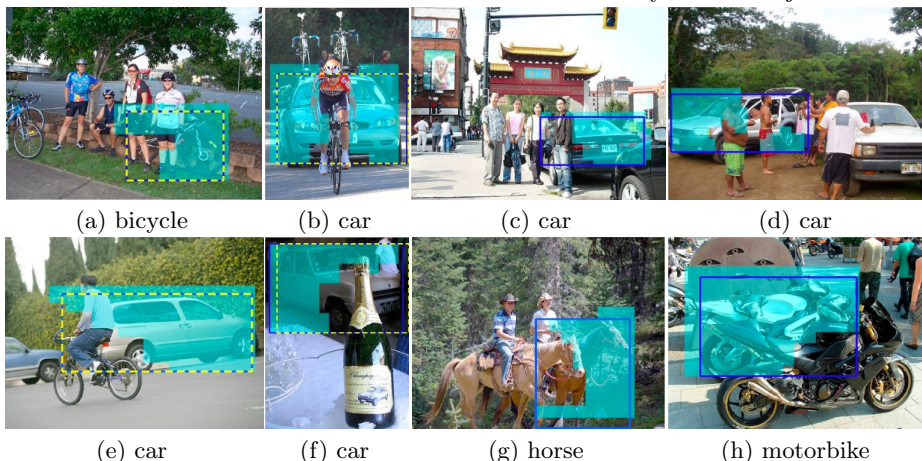 (a) bicycle
(b) car
(c) car
(d) car
(e) car
(f) car
(g) horse
(h) motorbike